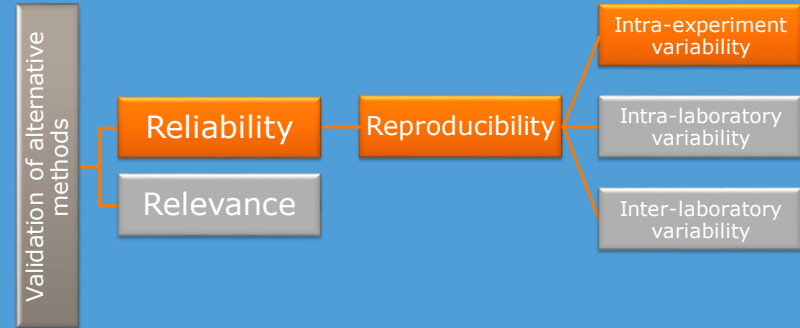 Validation of alternative
methods
Reliability
Relevance
Reproducibility
Intra-experiment
variability
Intra-laboratory
variability
Inter-laboratory
variability